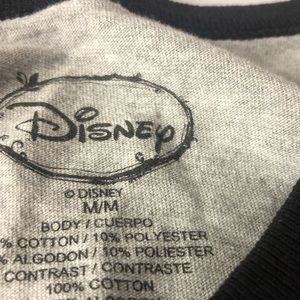 Disney
© DISNEY
M/M
BODY / CUERPO
% COTTON / 10% POLYESTER
% ALGODON / 10% POLIESTER
CONTRAST / CONTRASTE
100% COTTON